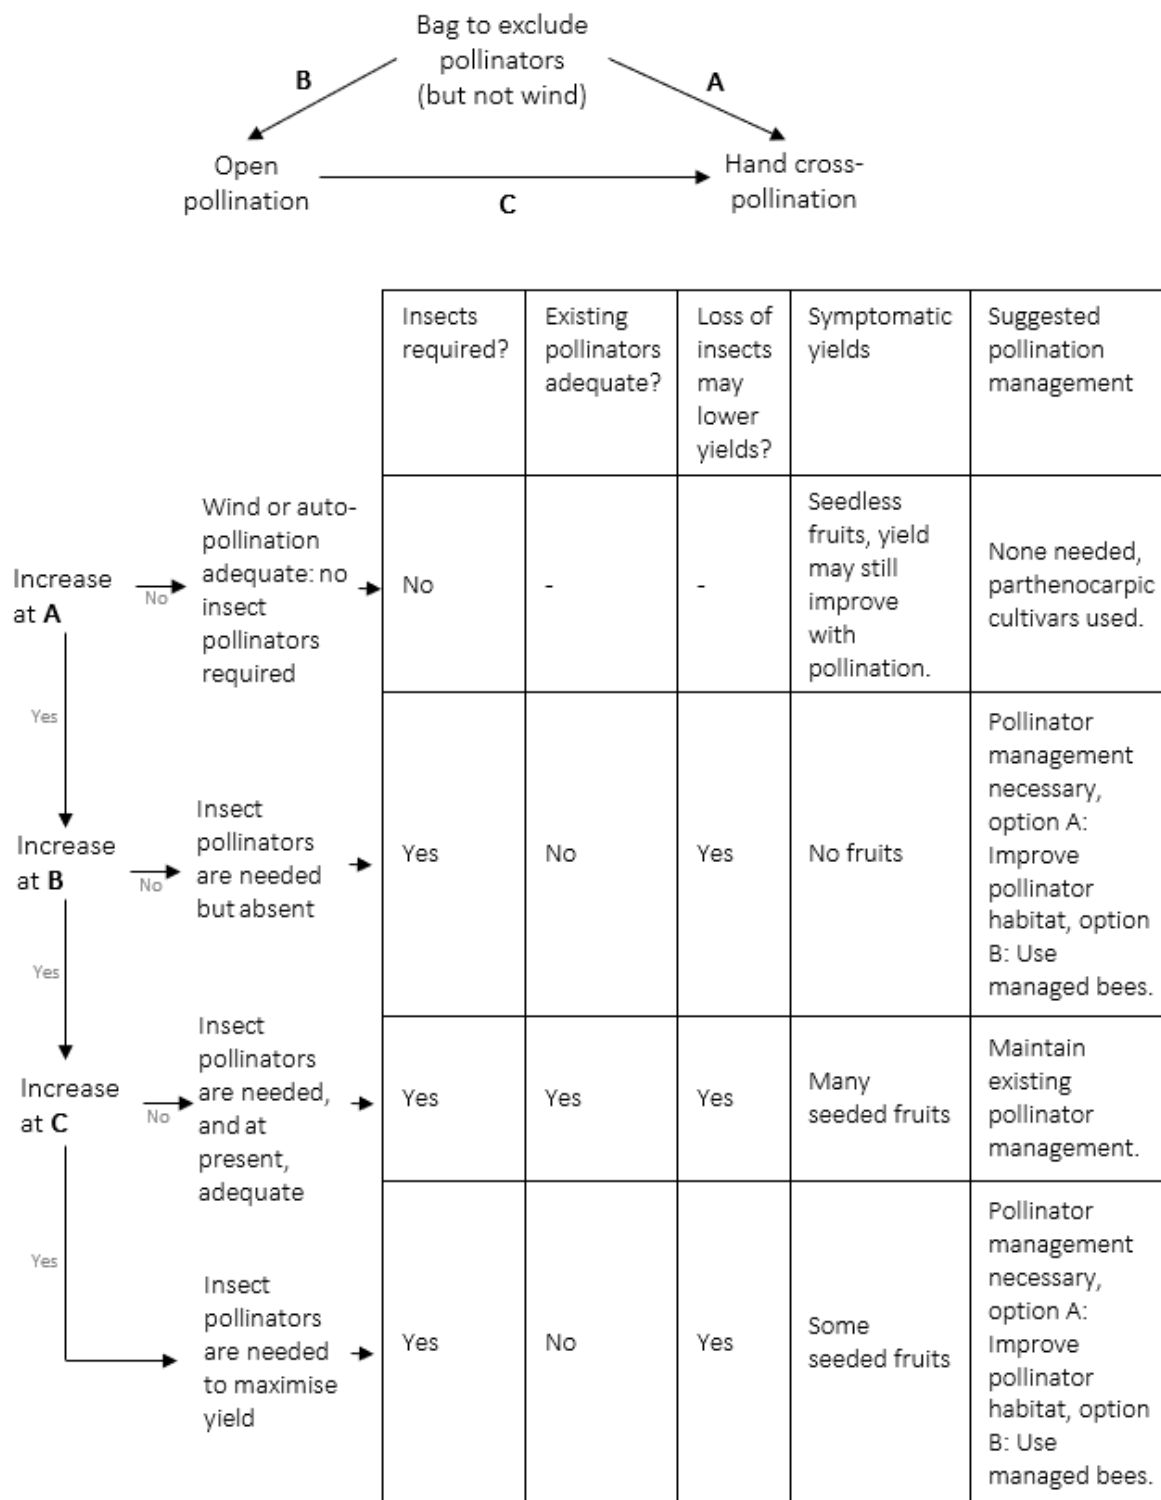 Bag to exclude
pollinators
(but not wind)
B
A
Open
pollination
C
Hand cross-
pollination
Insects
required?
Existing
pollinators
adequate?
Loss of
insects
may
lower
yields?
Symptomatic
yields
Suggested
pollination
management
Increase
at A
No
Wind or auto-
pollination
adequate: no
insect
pollinators
required
No
-
-
Seedless
fruits, yield
may still
improve
with
pollination.
None needed,
parthenocarpic
cultivars used.
Yes
Increase
at B
No
Insect
pollinators
are needed
but absent
Yes
No
Yes
No fruits
Pollinator
management
necessary,
option A:
Improve
pollinator
habitat, option
B: Use
managed bees.
Yes
Increase
at C
No
Insect
pollinators
are needed,
and at
present,
adequate
Yes
Yes
Yes
Many
seeded fruits
Maintain
existing
pollinator
management.
Yes
Insect
pollinators
are needed
to maximise
yield
Yes
No
Yes
Some
seeded fruits
Pollinator
management
necessary,
option A:
Improve
pollinator
habitat, option
B: Use
managed bees.